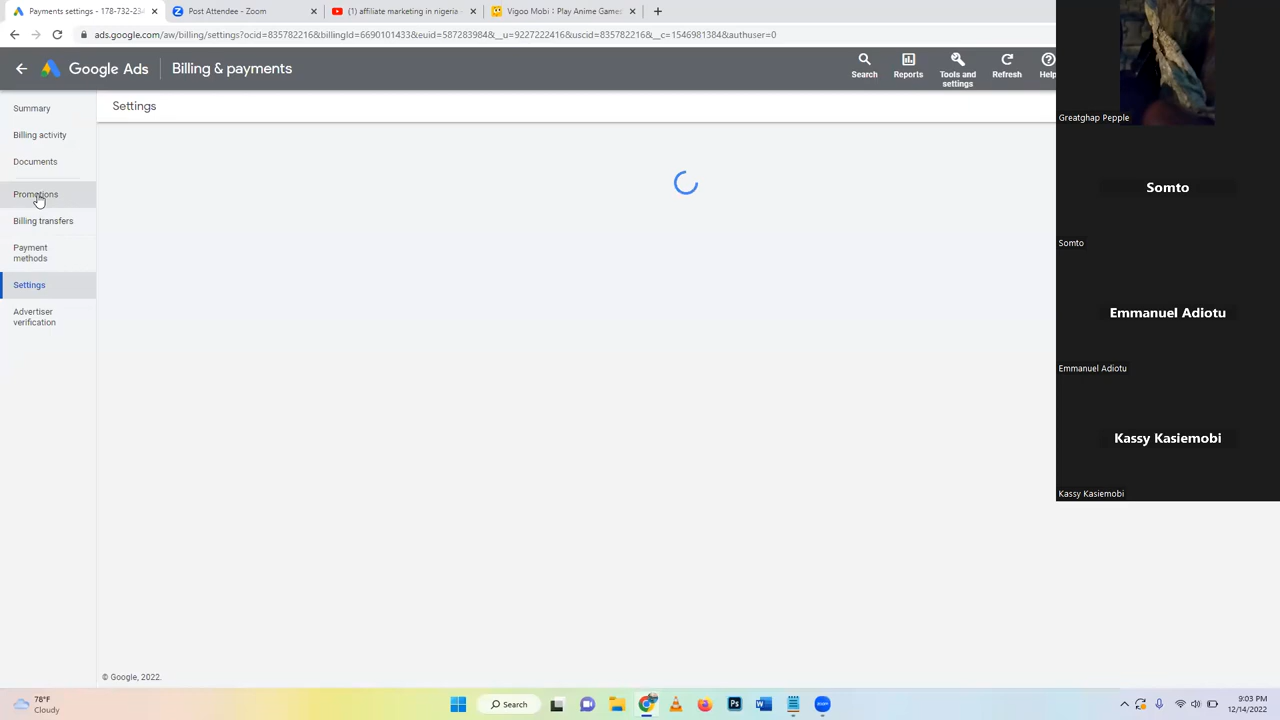 Payments settings - 178-732-234
Post Attendee - Zoom
(1) affiliate marketing in nigeria
Vigoo Mobi : Play Anime Games
ads.google.com/aw/billing/settings?ocid=835782216&billingId=6690101433&euid=587283984&__u=9227222416&uscid=835782216&__c=1546981384&authuser=0
Google Ads
Billing & payments
Search
Reports
Tools and
settings
Refresh
Help
Summary
Billing activity
Documents
Promotions
Billing transfers
Payment
methods
Settings
Advertiser
verification
Settings
© Google, 2022.
Greatghap Pepple
Somto
Somto
Emmanuel Adiotu
Emmanuel Adiotu
Kassy Kasiemobi
Kassy Kasiemobi
78°F
Cloudy
Search
Ps
W
zoom
9:03 PM
12/14/2022